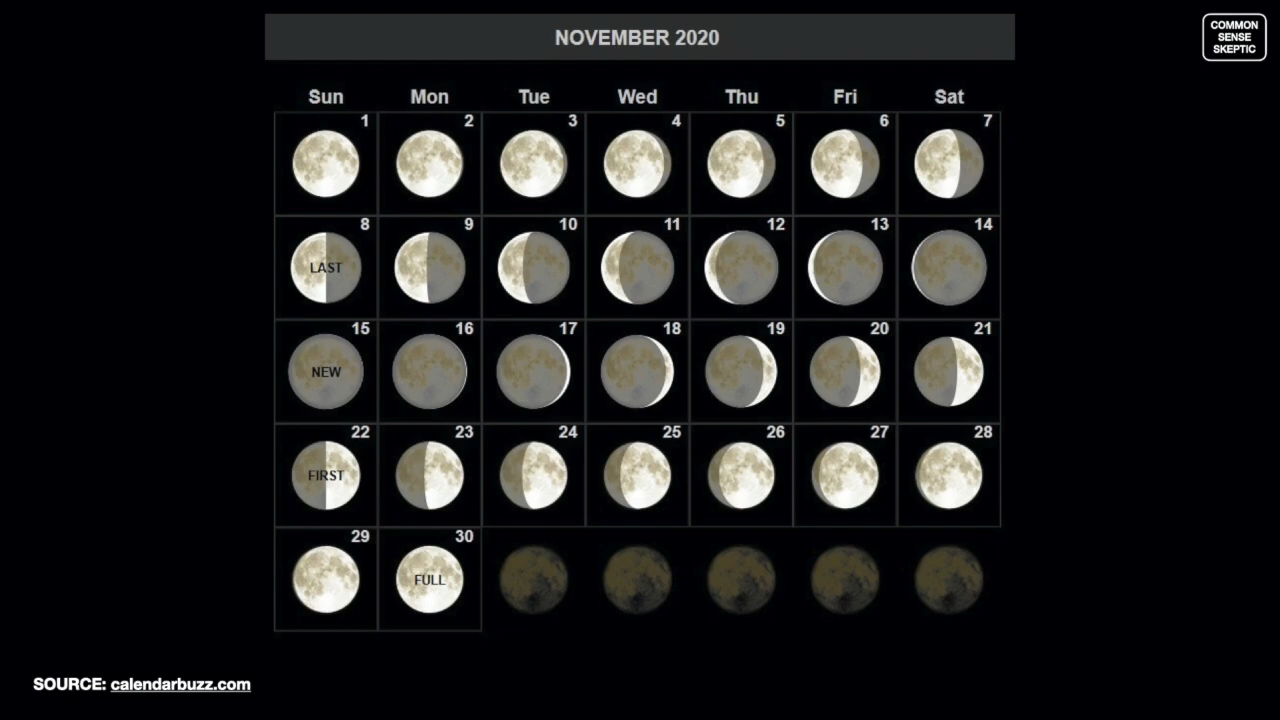 NOVEMBER 2020
COMMON
SENSE
SKEPTIC
Sun Mon Tue Wed Thu Fri Sat
1 2 3 4 5 6 7
8 9 10 11 12 13 14
LAST
15 16 17 18 19 20 21
NEW
22 23 24 25 26 27 28
FIRST
29 30
FULL
SOURCE: calendarbuzz.com